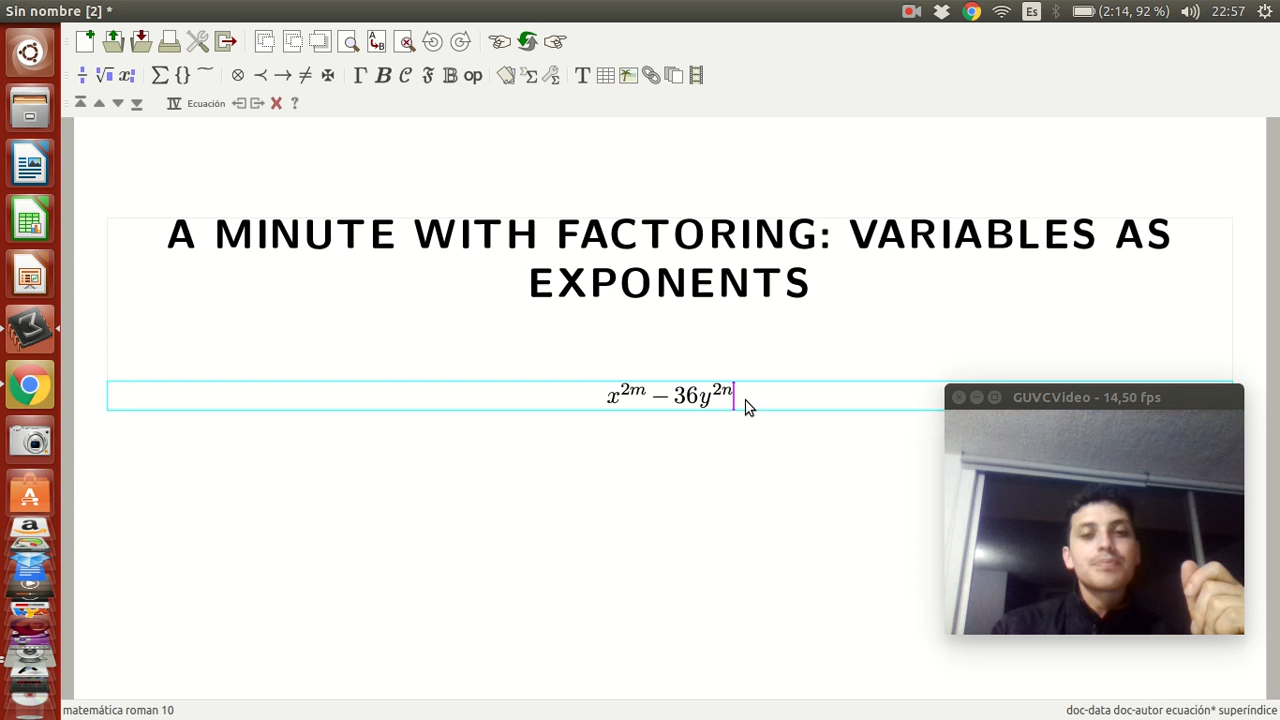 Sin nombre [2] *
Es
(2:14, 92 %)
22:57
Ecuación
A MINUTE WITH FACTORING: VARIABLES AS
EXPONENTS
x^{2m} − 36y^{2n}
GUVCVideo - 14,50 fps
matemática roman 10
doc-data doc-autor ecuación* superíndice